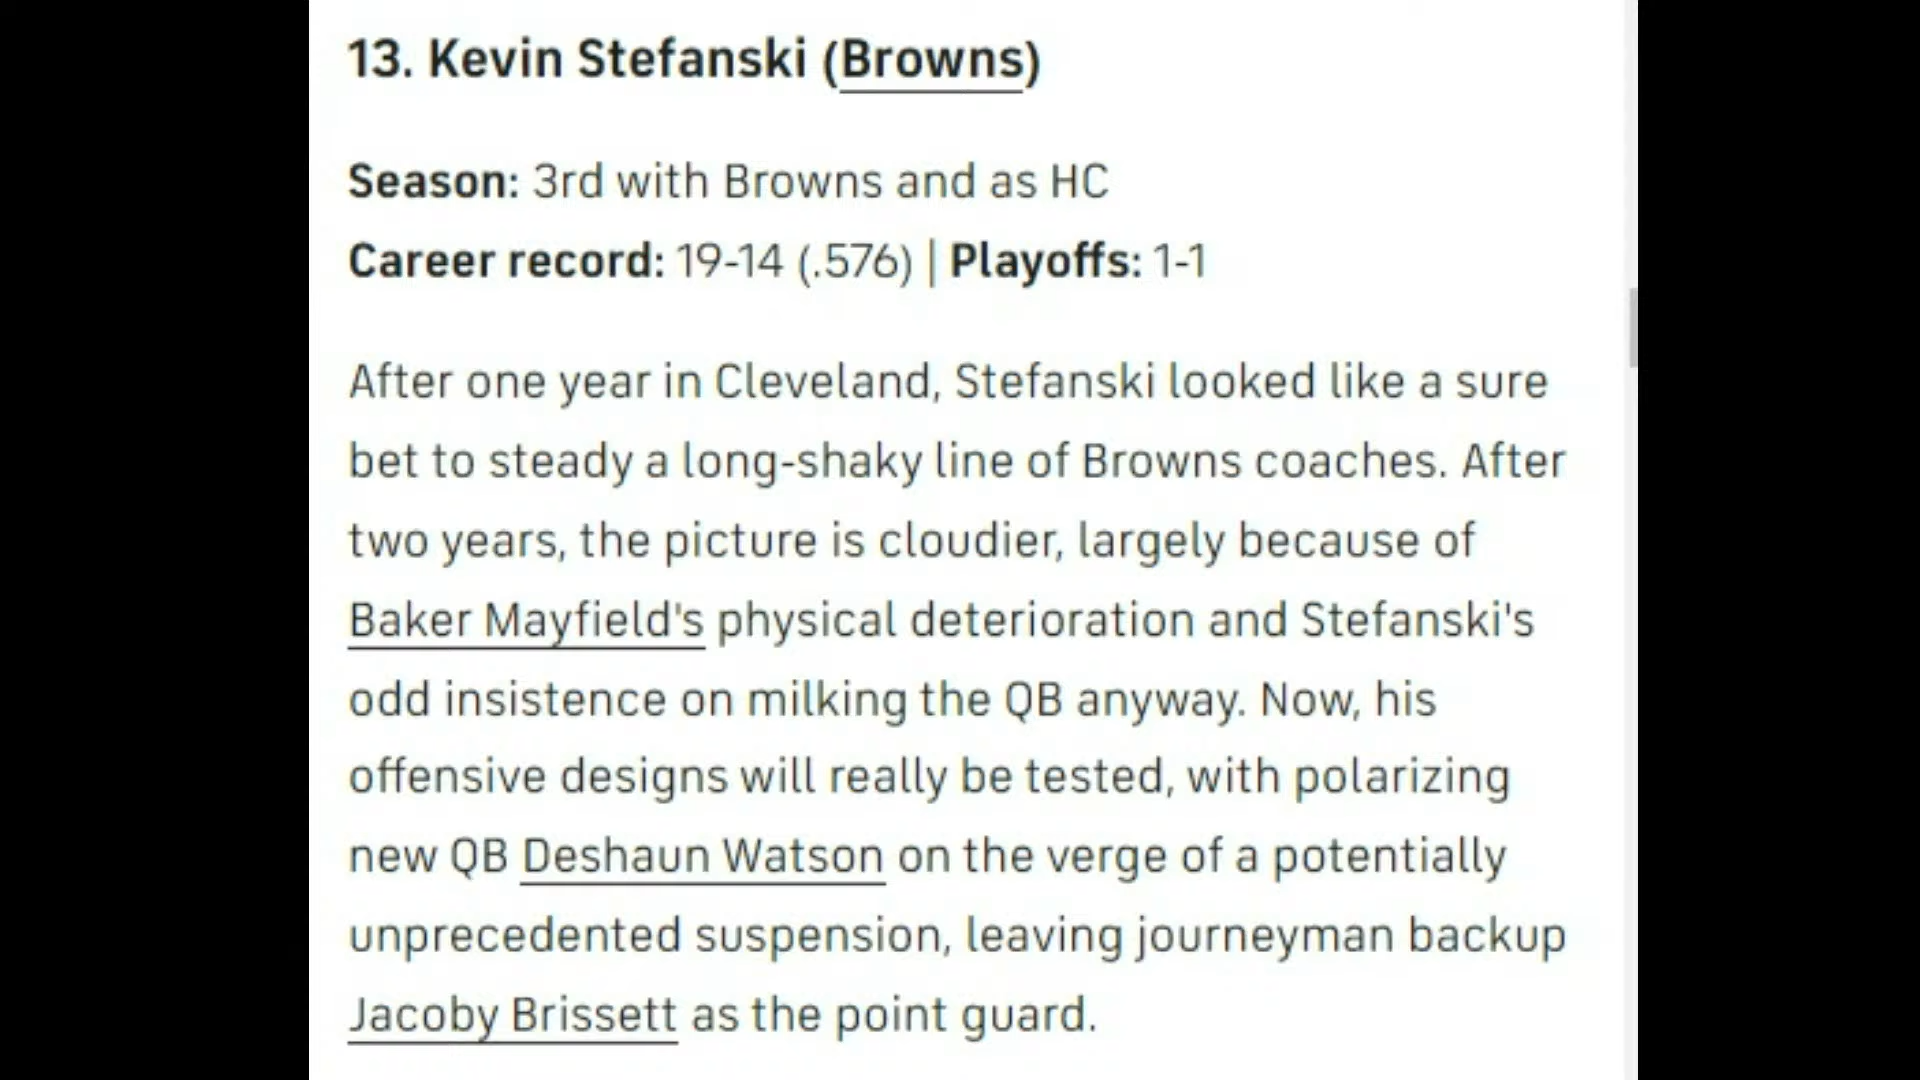 13. Kevin Stefanski (Browns)
Season: 3rd with Browns and as HC
Career record: 19-14 (.576) | Playoffs: 1-1
After one year in Cleveland, Stefanski looked like a sure
bet to steady a long-shaky line of Browns coaches. After
two years, the picture is cloudier, largely because of
Baker Mayfield's physical deterioration and Stefanski's
odd insistence on milking the QB anyway. Now, his
offensive designs will really be tested, with polarizing
new QB Deshaun Watson on the verge of a potentially
unprecedented suspension, leaving journeyman backup
Jacoby Brissett as the point guard.